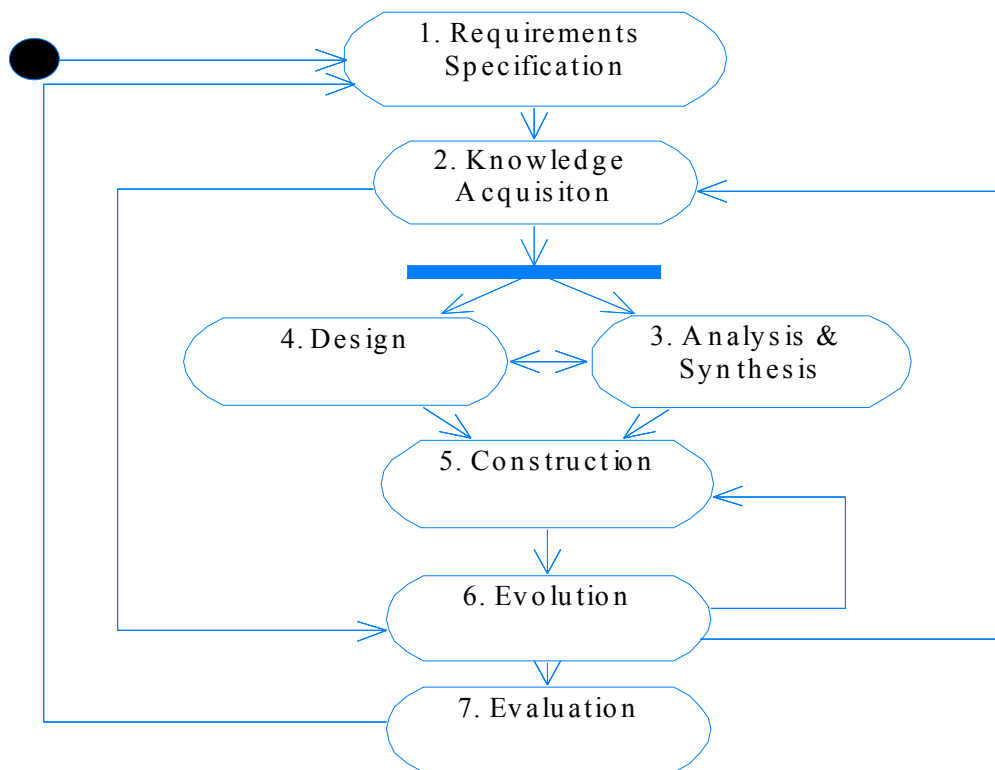 1. Requirements
Specification
2. Knowledge
Acquisiton
4. Design
3. Analysis &
Synthesis
5. Construction
6. Evolution
7. Evaluation